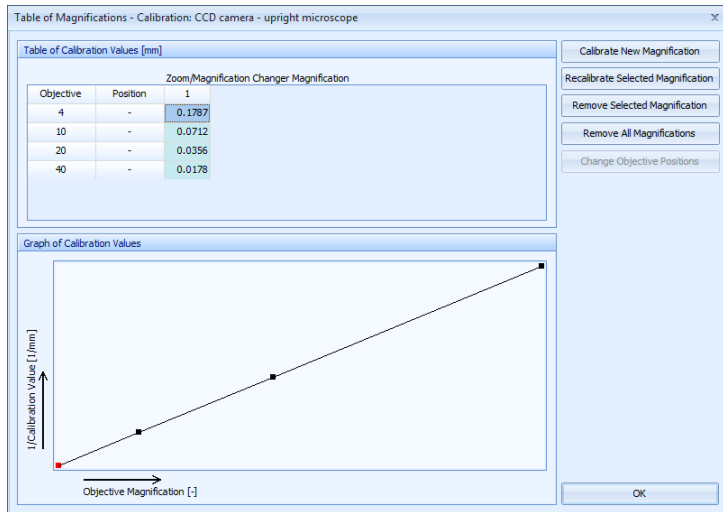 Table of Magnifications - Calibration: CCD camera - upright microscope x
Table of Calibration Values [mm]
Zoom/Magnification Changer Magnification
Objective Position 1
4 - 0.1787
10 - 0.0712
20 - 0.0356
40 - 0.0178
Calibrate New Magnification
Recalibrate Selected Magnification
Remove Selected Magnification
Remove All Magnifications
Change Objective Positions
Graph of Calibration Values
1/Calibration Value [1/mm]
Objective Magnification [-]
OK